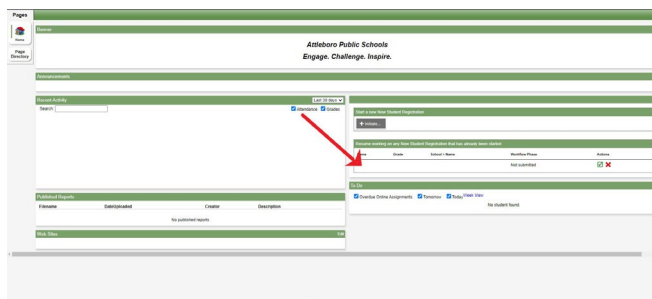 Pages
Home
Page
Directory
Banner
Attleboro Public Schools
Engage. Challenge. Inspire.
Announcements
Recent Activity
Last 30 days
Search:
Attendance
Grades
Published Reports
Filename
DateUploaded
Creator
Description
No published reports
Web Sites
Edit
Start a new New Student Registration
+ Initiate...
Resume working on any New Student Registration that has already been started
Name
Grade
School > Name
Workflow Phase
Actions
Not submitted
To Do
Overdue Online Assignments
Tomorrow
Today
Week View
No student found.